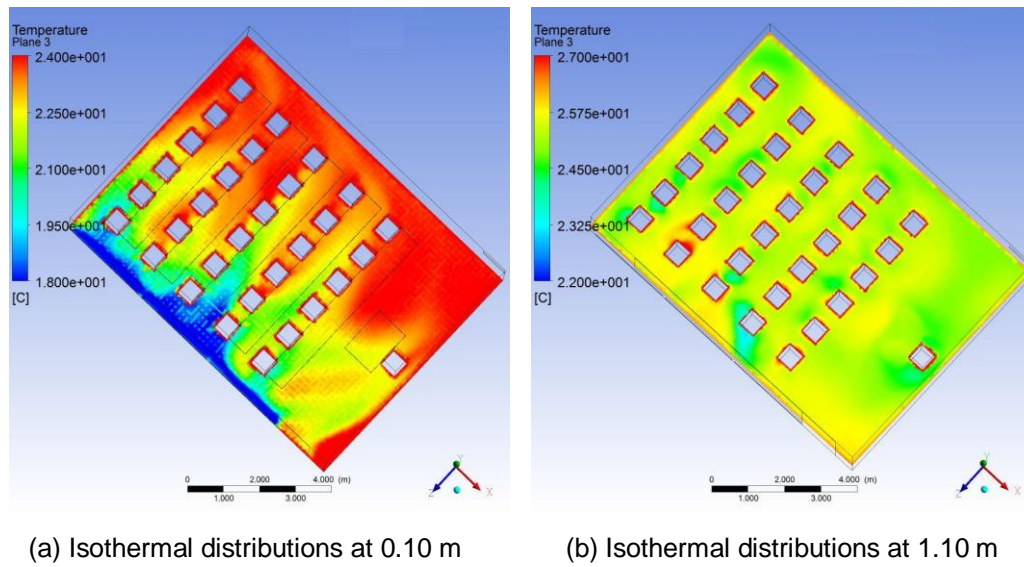 Temperature
Plane 3
2.400e+001
2.250e+001
2.100e+001
1.950e+001
1.800e+001
[C]
0 2.000 4.000 (m)
1.000 3.000
Y
Z X
(a) Isothermal distributions at 0.10 m
Temperature
Plane 3
2.700e+001
2.575e+001
2.450e+001
2.325e+001
2.200e+001
[C]
0 2.000 4.000 (m)
1.000 3.000
Y
Z X
(b) Isothermal distributions at 1.10 m